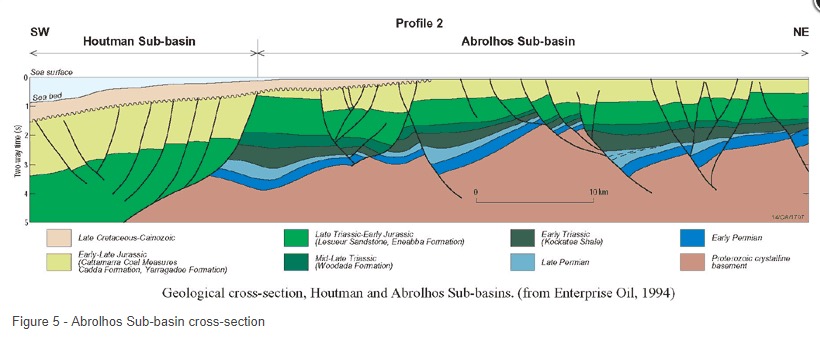 Profile 2
SW
NE
Houtman Sub-basin
Abrolhos Sub-basin
Sea surface
Sea bed
0
1
2
3
4
5
Two way time (s)
0
10 km
14/OA/1797
Late Cretaceous-Cainozoic
Late Triassic-Early Jurassic
(Lesueur Sandstone, Eneabba Formation)
Early Triassic
(Kockatea Shale)
Early Permian
Early-Late Jurassic
(Cattamarra Coal Measures
Cadda Formation, Yarragadee Formation)
Mid-Late Triassic
(Woodada Formation)
Late Permian
Proterozoic crystalline
basement
Geological cross-section, Houtman and Abrolhos Sub-basins. (from Enterprise Oil, 1994)
Figure 5 - Abrolhos Sub-basin cross-section